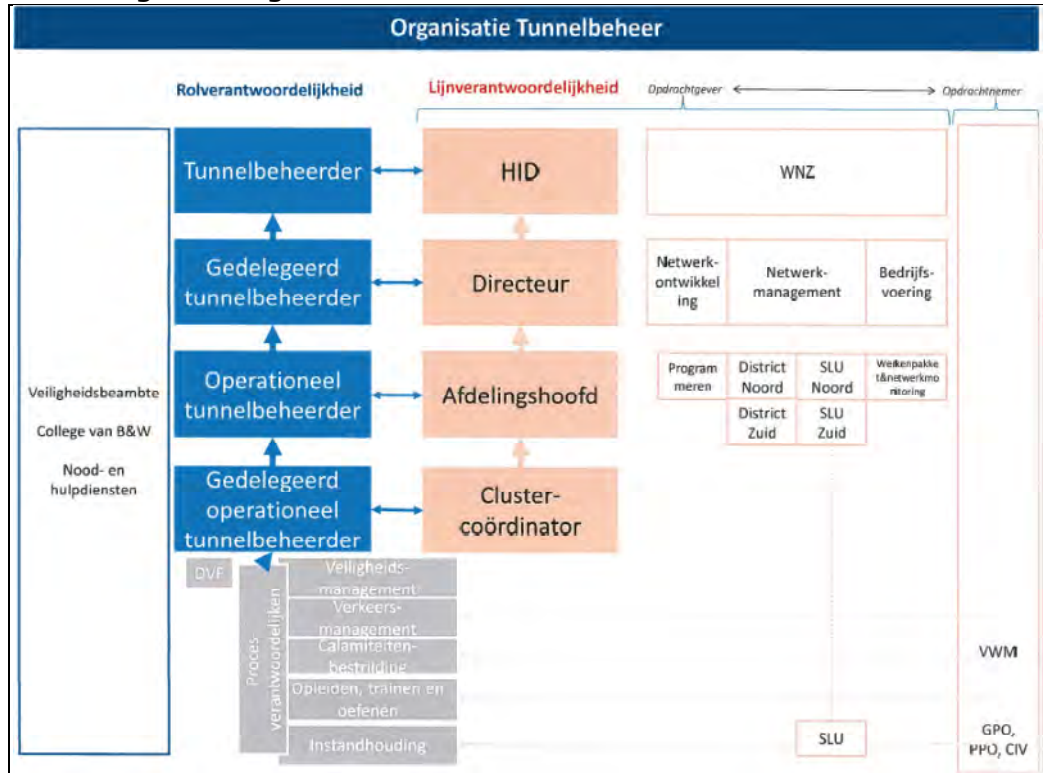 Organisatie Tunnelbeheer
Rolverantwoordelijkheid
Lijnverantwoordelijkheid
Opdrachtgever
Opdrachtnemer
Veiligheidsbeambte
College van B&W
Nood- en
hulpdiensten
Tunnelbeheerder
HID
WNZ
Gedelegeerd
tunnelbeheerder
Directeur
Netwerk-
ontwikkel
ing
Netwerk-
management
Bedrijfs-
voering
Operationeel
tunnelbeheerder
Afdelingshoofd
Program
meren
District
Noord
SLU
Noord
District
Zuid
SLU
Zuid
Werkenpakke
t&netwerkmo
nitoring
Gedelegeerd
operationeel
tunnelbeheerder
Cluster-
coördinator
DVF
Proces
verantwoordelijken
Veiligheids-
management
Verkeers-
management
Calamiteiten-
bestrijding
Opleiden, trainen en
oefenen
Instandhouding
SLU
VWM
GPO,
PPO, CIV